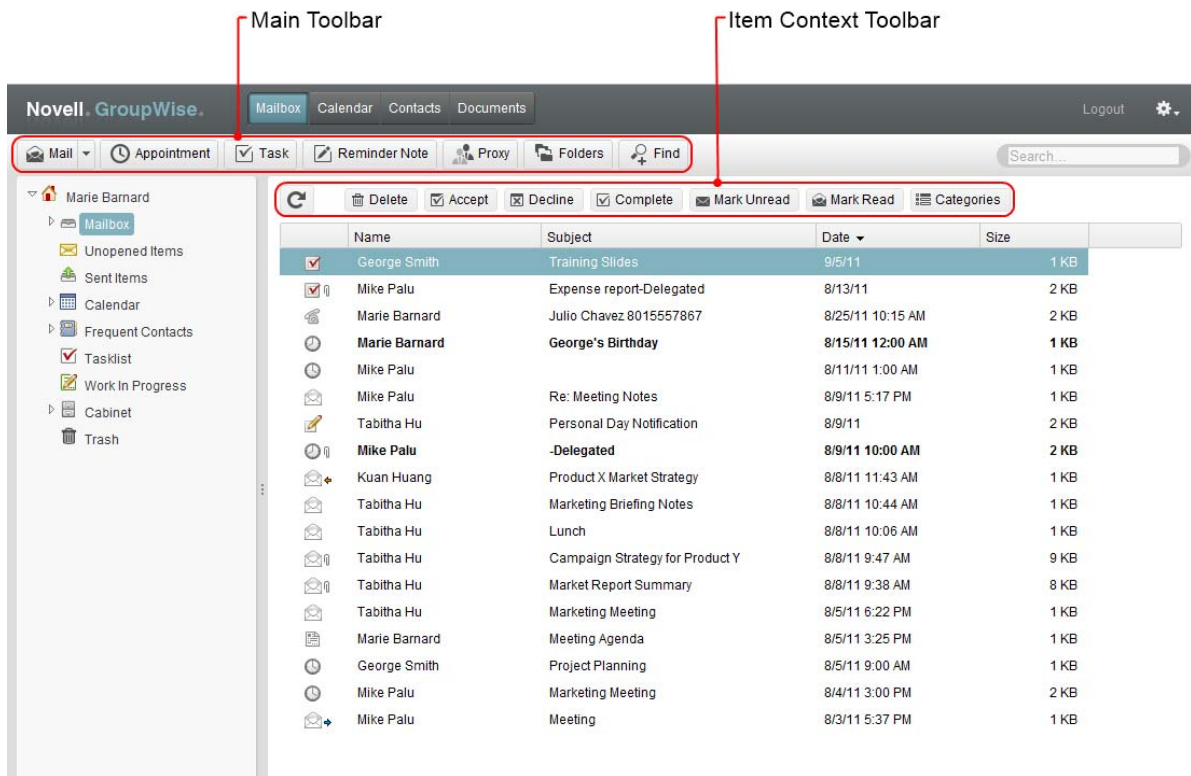 Main Toolbar Item Context Toolbar
Novell. GroupWise. Mailbox Calendar Contacts Documents Logout
Mail Appointment Task Reminder Note Proxy Folders Find Search...
Marie Barnard
Mailbox
Unopened Items
Sent Items
Calendar
Frequent Contacts
Tasklist
Work In Progress
Cabinet
Trash
Delete Accept Decline Complete Mark Unread Mark Read Categories
Name Subject Date Size
George Smith Training Slides 9/5/11 1 KB
Mike Palu Expense report-Delegated 8/13/11 2 KB
Marie Barnard Julio Chavez 8015557867 8/25/11 10:15 AM 2 KB
Marie Barnard George's Birthday 8/15/11 12:00 AM 1 KB
Mike Palu 8/11/11 1:00 AM 1 KB
Mike Palu Re: Meeting Notes 8/9/11 5:17 PM 1 KB
Tabitha Hu Personal Day Notification 8/9/11 2 KB
Mike Palu -Delegated 8/9/11 10:00 AM 2 KB
Kuan Huang Product X Market Strategy 8/8/11 11:43 AM 1 KB
Tabitha Hu Marketing Briefing Notes 8/8/11 10:44 AM 1 KB
Tabitha Hu Lunch 8/8/11 10:06 AM 1 KB
Tabitha Hu Campaign Strategy for Product Y 8/8/11 9:47 AM 9 KB
Tabitha Hu Market Report Summary 8/8/11 9:38 AM 8 KB
Tabitha Hu Marketing Meeting 8/5/11 6:22 PM 1 KB
Marie Barnard Meeting Agenda 8/5/11 3:25 PM 1 KB
George Smith Project Planning 8/5/11 9:00 AM 1 KB
Mike Palu Marketing Meeting 8/4/11 3:00 PM 2 KB
Mike Palu Meeting 8/3/11 5:37 PM 1 KB